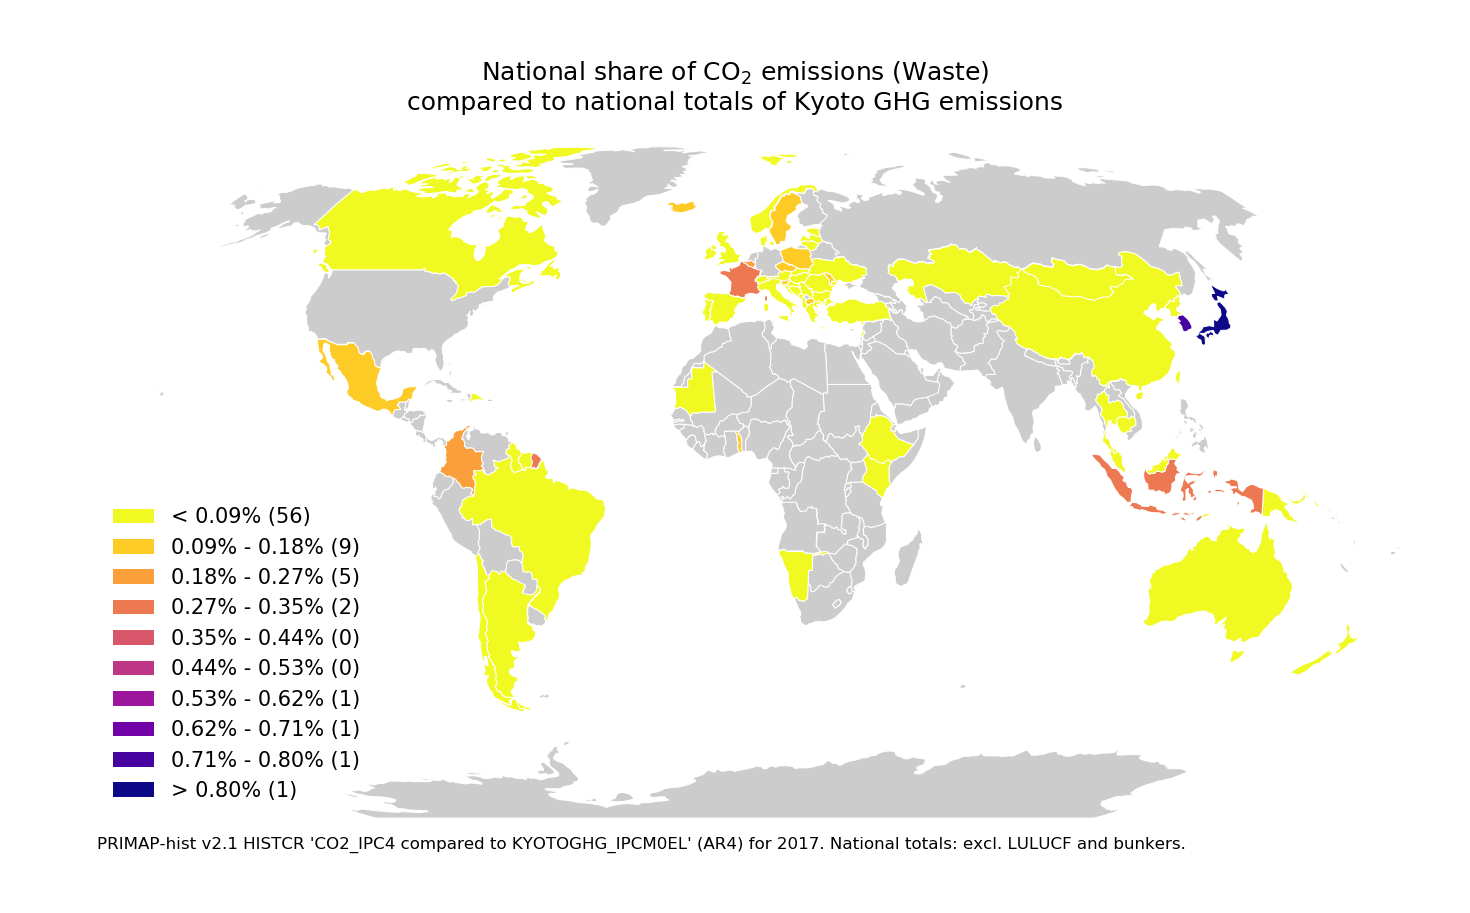 National share of CO₂ emissions (Waste)
compared to national totals of Kyoto GHG emissions
< 0.09% (56)
0.09% - 0.18% (9)
0.18% - 0.27% (5)
0.27% - 0.35% (2)
0.35% - 0.44% (0)
0.44% - 0.53% (0)
0.53% - 0.62% (1)
0.62% - 0.71% (1)
0.71% - 0.80% (1)
> 0.80% (1)
PRIMAP-hist v2.1 HISTCR 'CO2_IPC4 compared to KYOTOGHG_IPCM0EL' (AR4) for 2017. National totals: excl. LULUCF and bunkers.